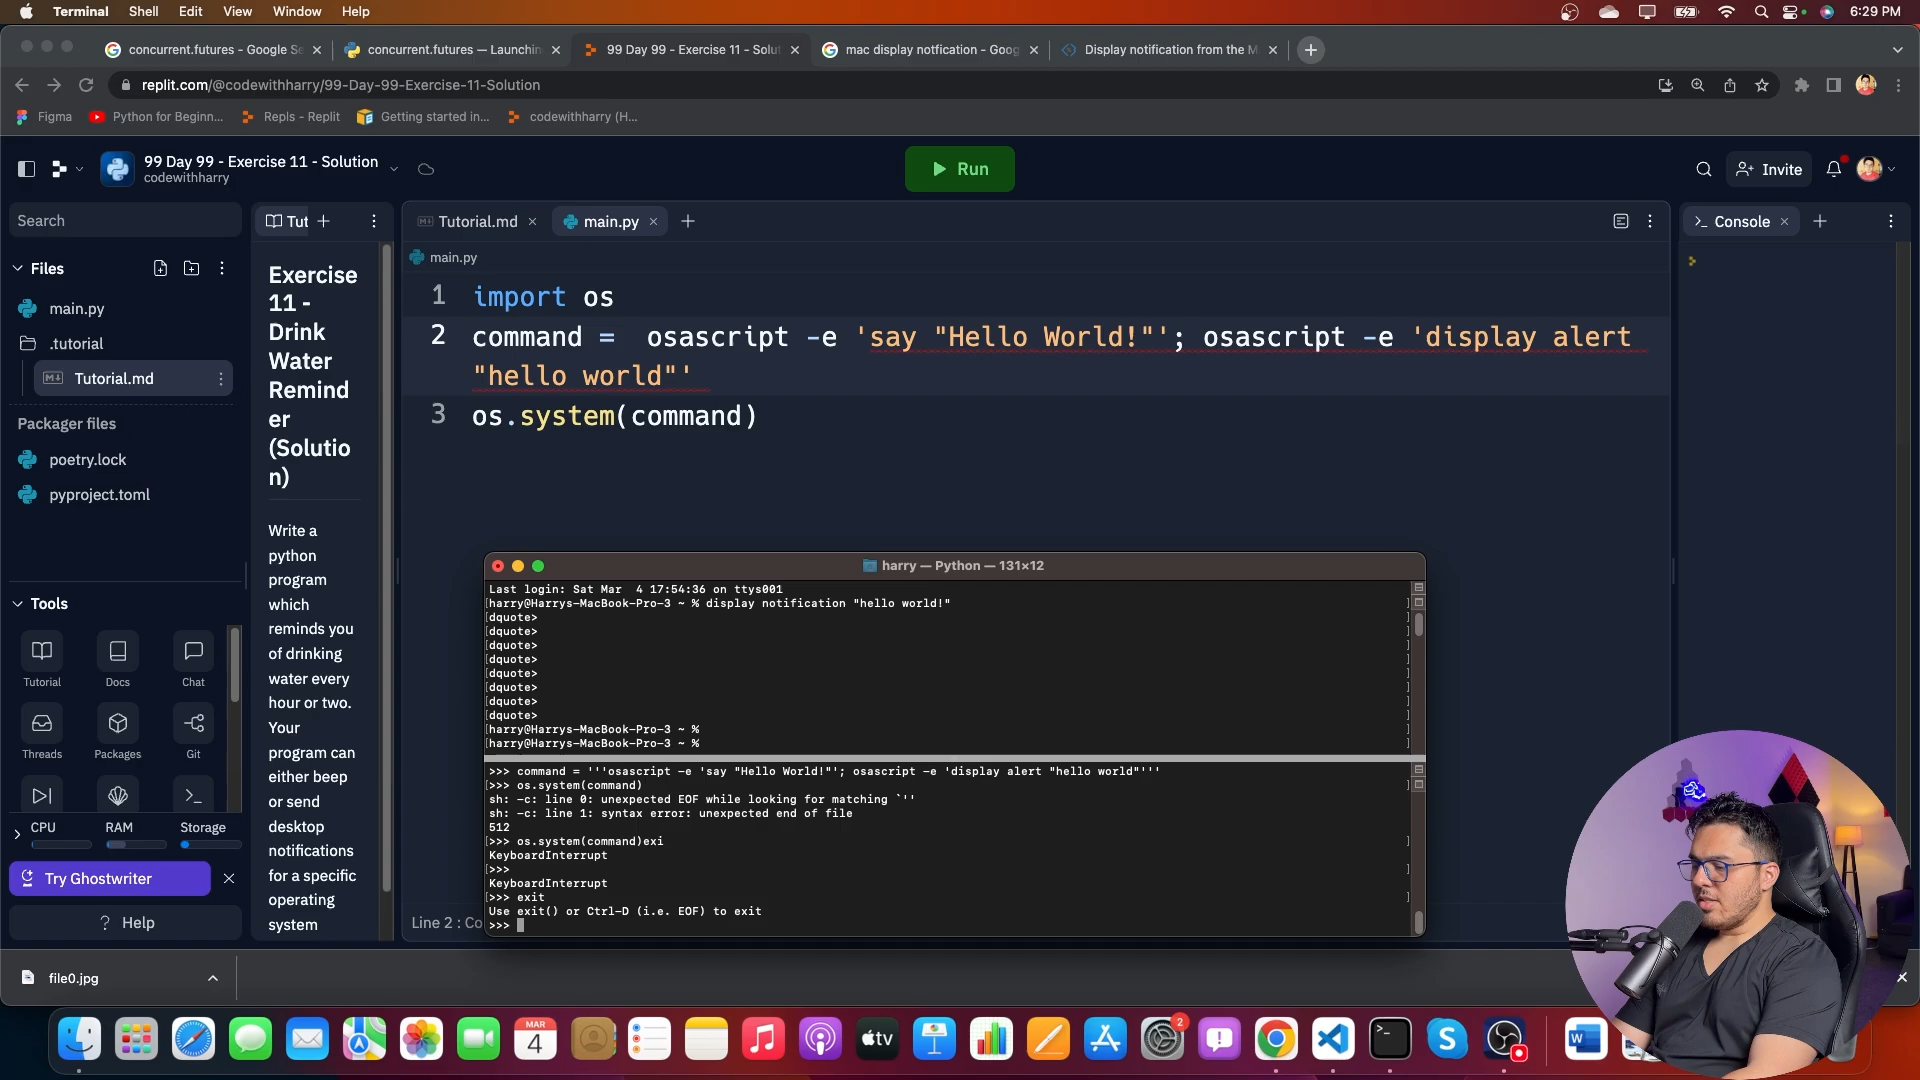 Terminal Shell Edit View Window Help
6:29 PM
concurrent.futures - Google Se
concurrent.futures — Launchin
99 Day 99 - Exercise 11 - Solut
mac display notfication - Goog
Display notification from the M
replit.com/@codewithharry/99-Day-99-Exercise-11-Solution
Figma
Python for Beginn...
Repls - Replit
Getting started in...
codewithharry (H...
99 Day 99 - Exercise 11 - Solution
codewithharry
Run
Invite
Search
Files
main.py
.tutorial
Tutorial.md
Packager files
poetry.lock
pyproject.toml
Tools
Tutorial
Docs
Chat
Threads
Packages
Git
CPU
RAM
Storage
Try Ghostwriter
? Help
Tut
Exercise
11 -
Drink
Water
Remind
er
(Solutio
n)
Write a
python
program
which
reminds you
of drinking
water every
hour or two.
Your
program can
either beep
or send
desktop
notifications
for a specific
operating
system
Tutorial.md
main.py
main.py
1 import os
2 command =  osascript -e 'say "Hello World!"'; osascript -e 'display alert
"hello world"'
3 os.system(command)
Line 2 : Co
Console
harry — Python — 131×12
Last login: Sat Mar  4 17:54:36 on ttys001
[harry@Harrys-MacBook-Pro-3 ~ % display notification "hello world!" ]
[dquote> ]
[dquote> ]
[dquote> ]
[dquote> ]
[dquote> ]
[dquote> ]
[dquote> ]
[dquote> ]
[harry@Harrys-MacBook-Pro-3 ~ % ]
[harry@Harrys-MacBook-Pro-3 ~ % ]
>>> command = '''osascript -e 'say "Hello World!"'; osascript -e 'display alert "hello world"'''
[>>> os.system(command) ]
sh: -c: line 0: unexpected EOF while looking for matching `''
sh: -c: line 1: syntax error: unexpected end of file
512
[>>> os.system(command)exi ]
KeyboardInterrupt
[>>> ]
KeyboardInterrupt
[>>> exit ]
Use exit() or Ctrl-D (i.e. EOF) to exit
>>>
file0.jpg
MAR
4
tv
2